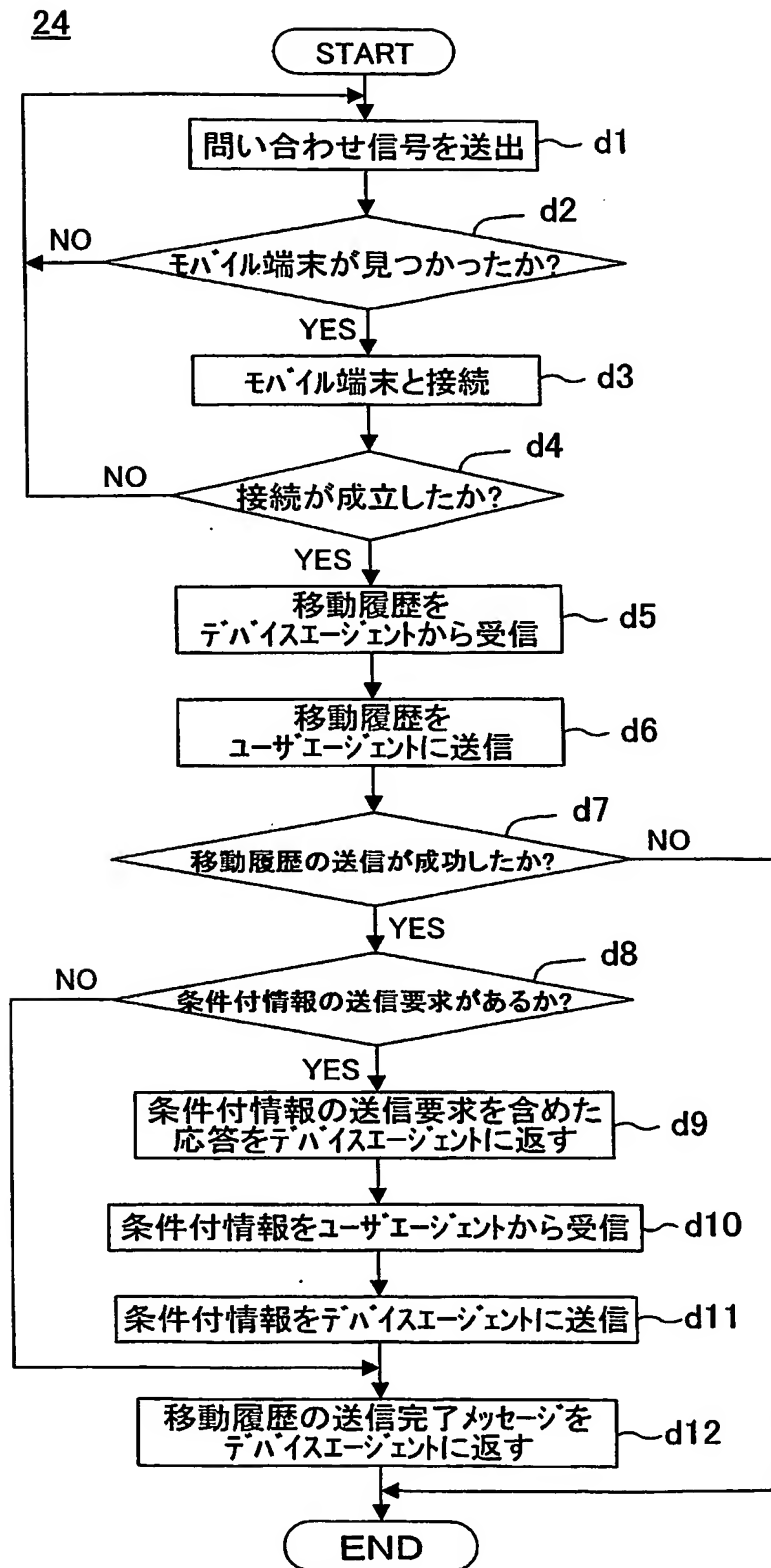 24
START
問い合わせ信号を送出
d1
d2
NO
モバイル端末が見つかったか?
YES
モバイル端末と接続
d3
d4
NO
接続が成立したか?
YES
移動履歴を
デバイスエージェントから受信
d5
移動履歴を
ユーザエージェントに送信
d6
d7
NO
移動履歴の送信が成功したか?
YES
d8
NO
条件付情報の送信要求があるか?
YES
条件付情報の送信要求を含めた
応答をデバイスエージェントに返す
d9
条件付情報をユーザエージェントから受信
d10
条件付情報をデバイスエージェントに送信
d11
移動履歴の送信完了メッセージを
デバイスエージェントに返す
d12
END